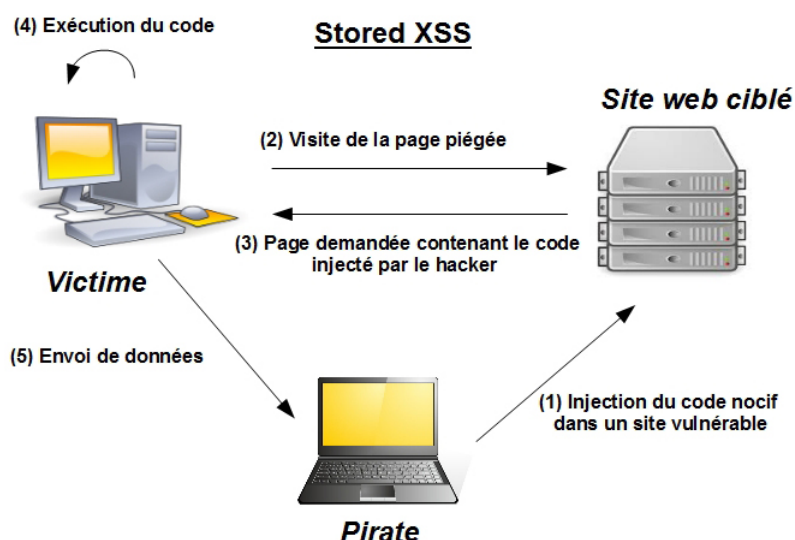 (4) Exécution du code
Stored XSS
Site web ciblé
(2) Visite de la page piégée
(3) Page demandée contenant le code
injecté par le hacker
Victime
(5) Envoi de données
(1) Injection du code nocif
dans un site vulnérable
Pirate